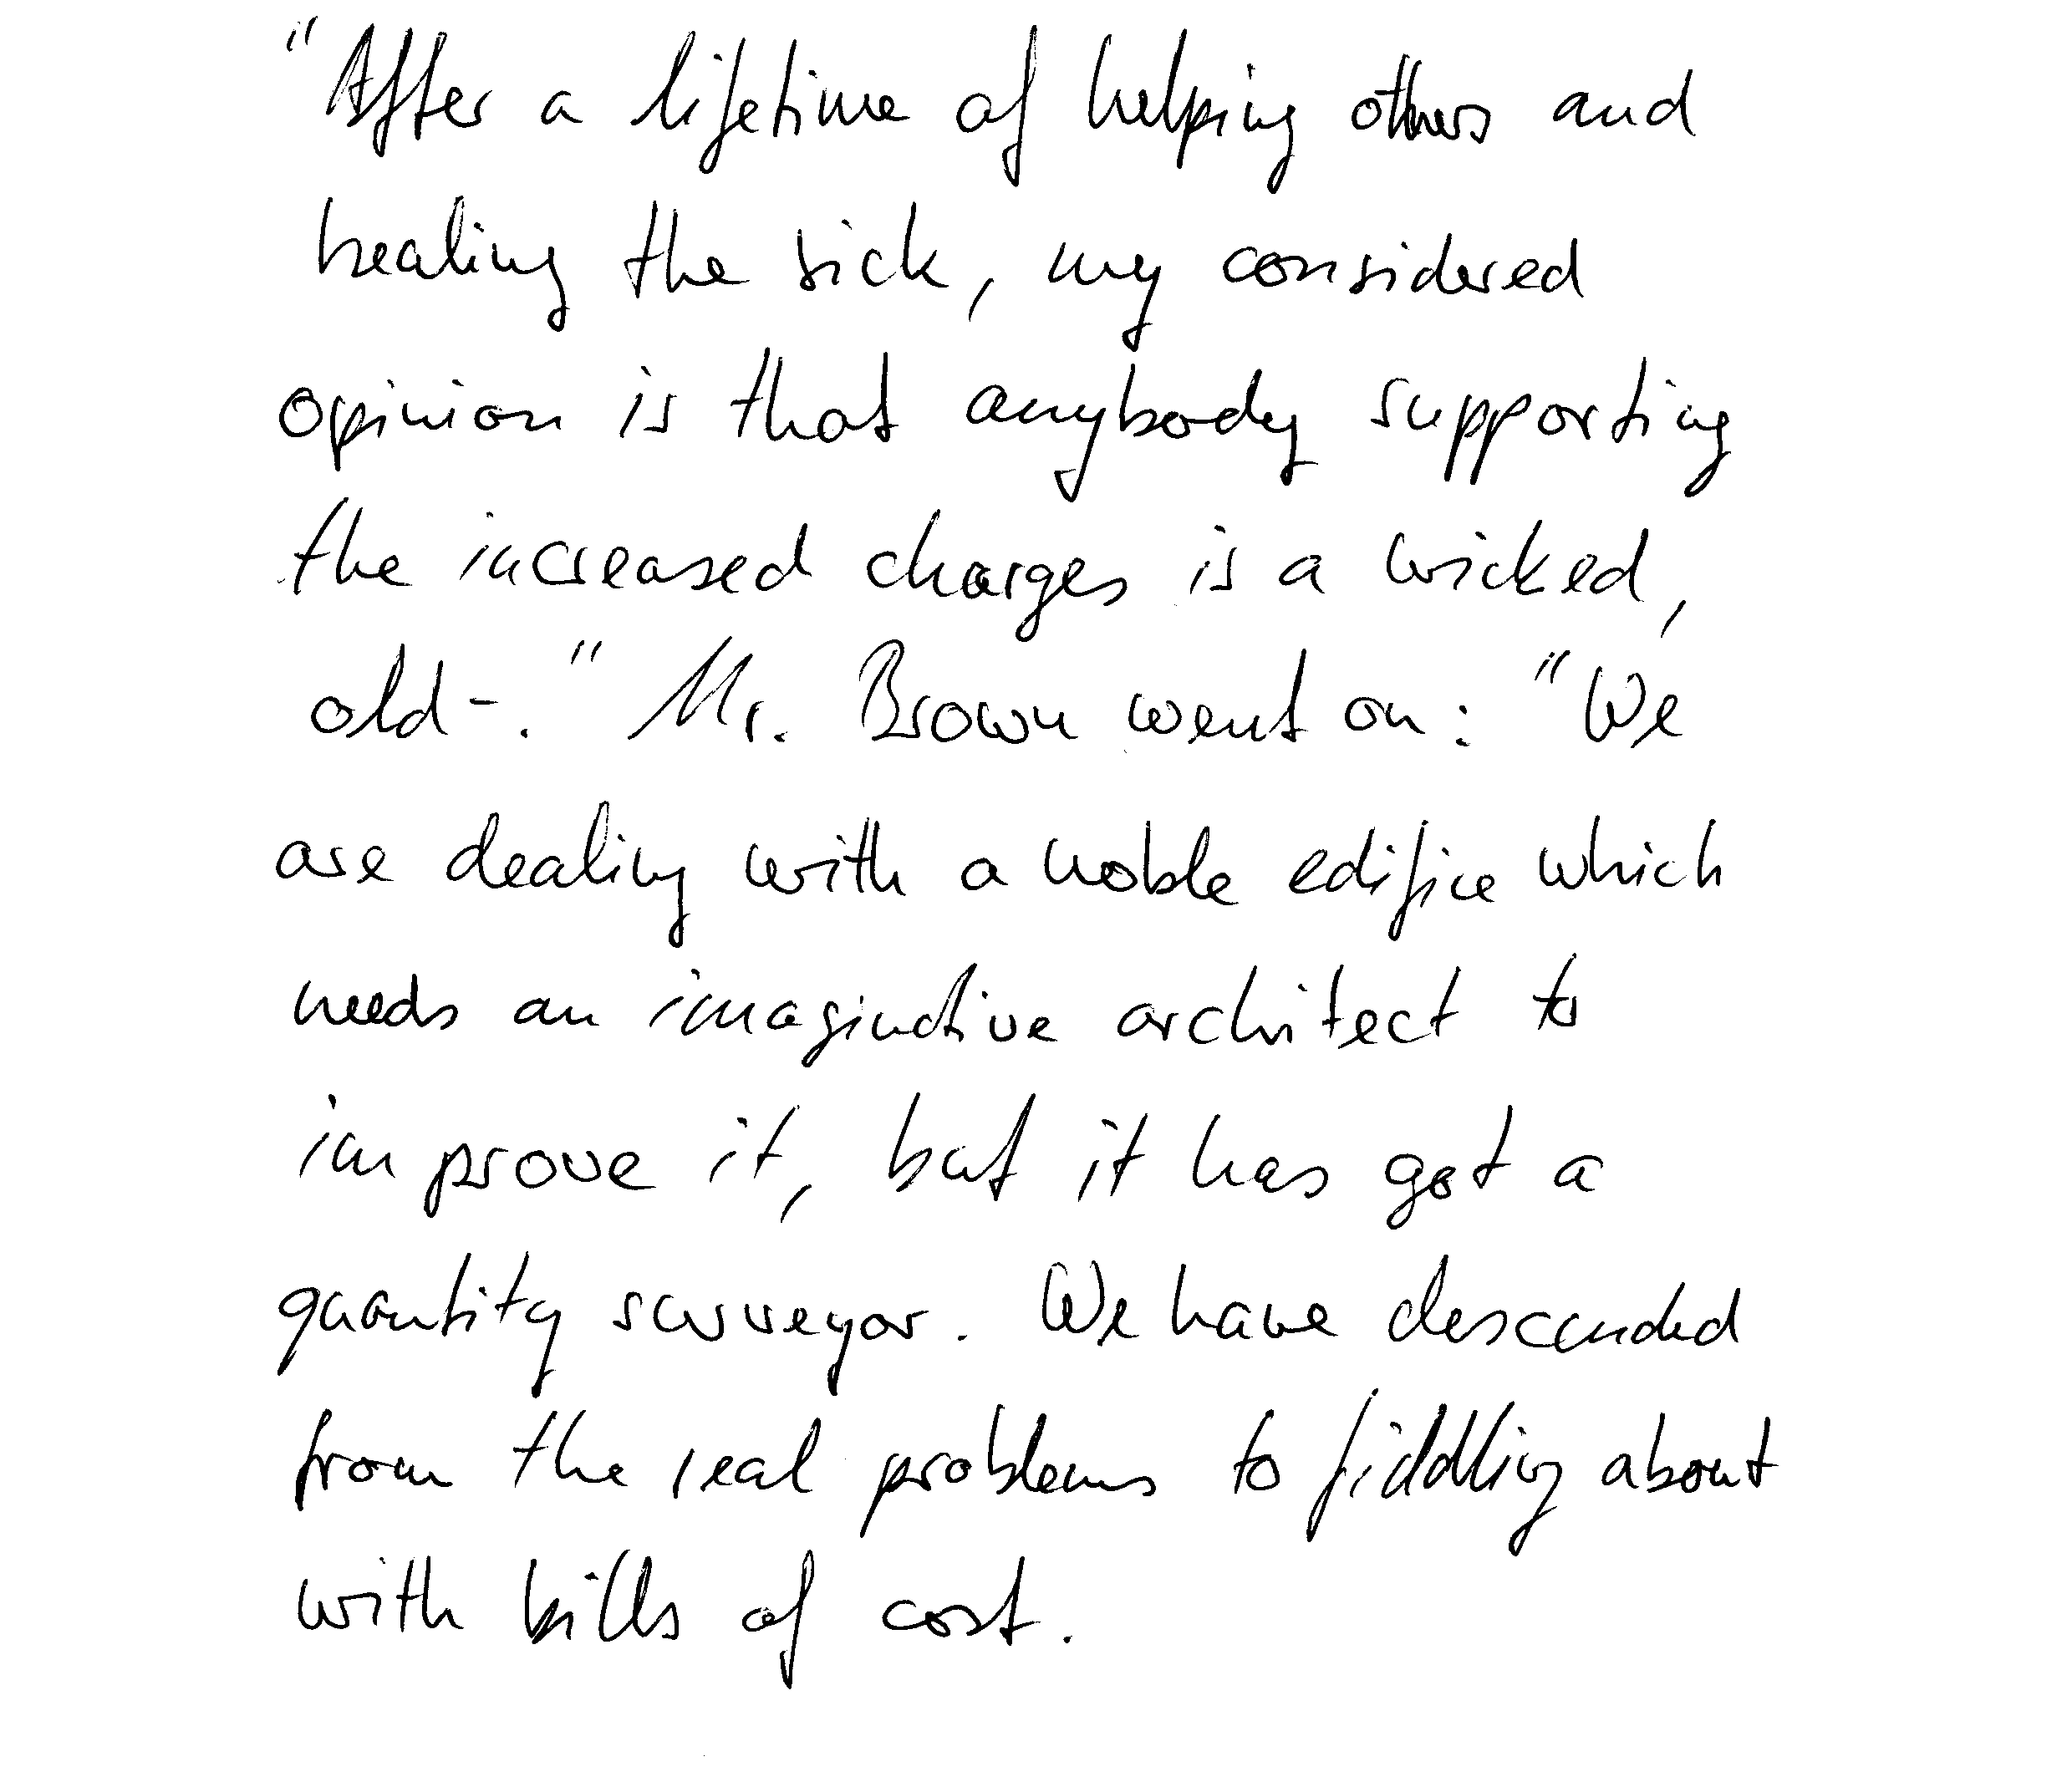 "After a lifetime of helping others and
healing the sick, my considered
opinion is that anybody supporting
the increased charges is a wicked,
old-." Mr. Brown went on: "We
are dealing with a noble edifice which
needs an imaginative architect to
improve it, but it has got a
quantity surveyor. We have descended
from the real problems to fiddling about
with bills of cost.